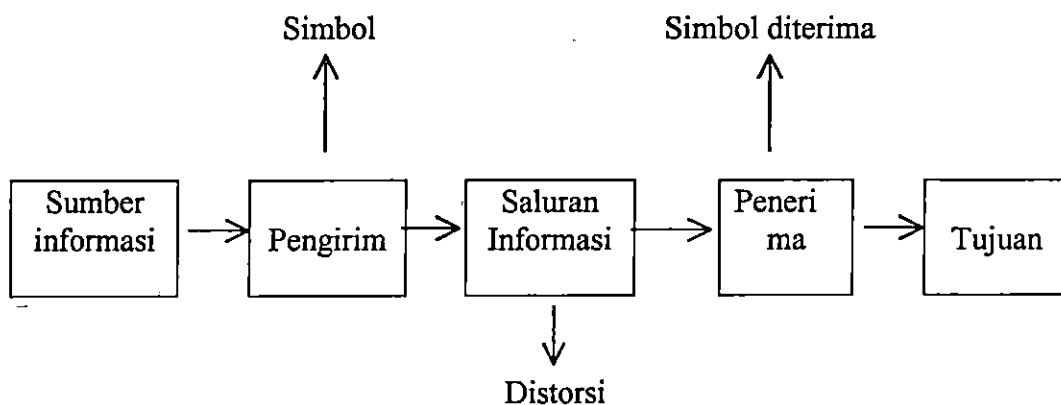 Simbol
Simbol diterima
Sumber
informasi
Pengirim
Saluran
Informasi
Peneri
ma
Tujuan
Distorsi